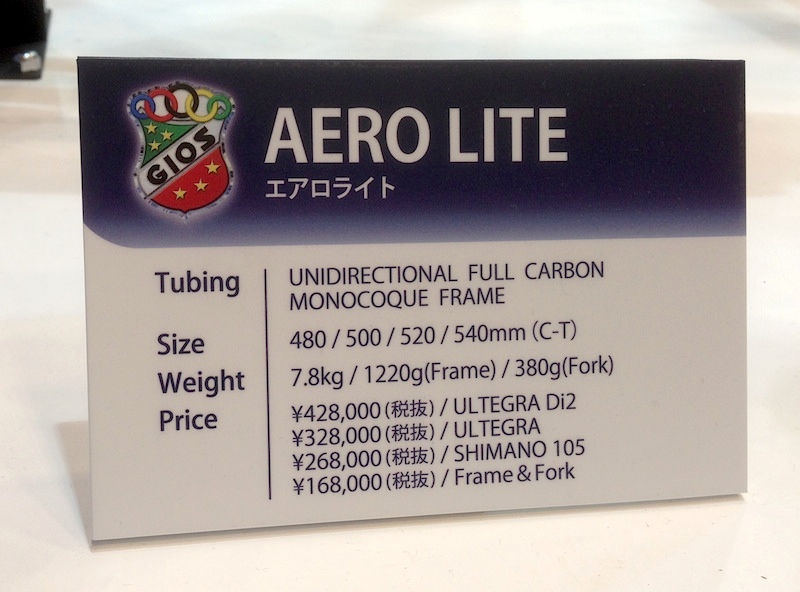 GIOS
AERO LITE
エアロライト
Tubing UNIDIRECTIONAL FULL CARBON
MONOCOQUE FRAME
Size 480 / 500 / 520 / 540mm (C-T)
Weight 7.8kg / 1220g(Frame) / 380g(Fork)
Price ¥428,000(税抜) / ULTEGRA Di2
¥328,000(税抜) / ULTEGRA
¥268,000(税抜) / SHIMANO 105
¥168,000(税抜) / Frame & Fork